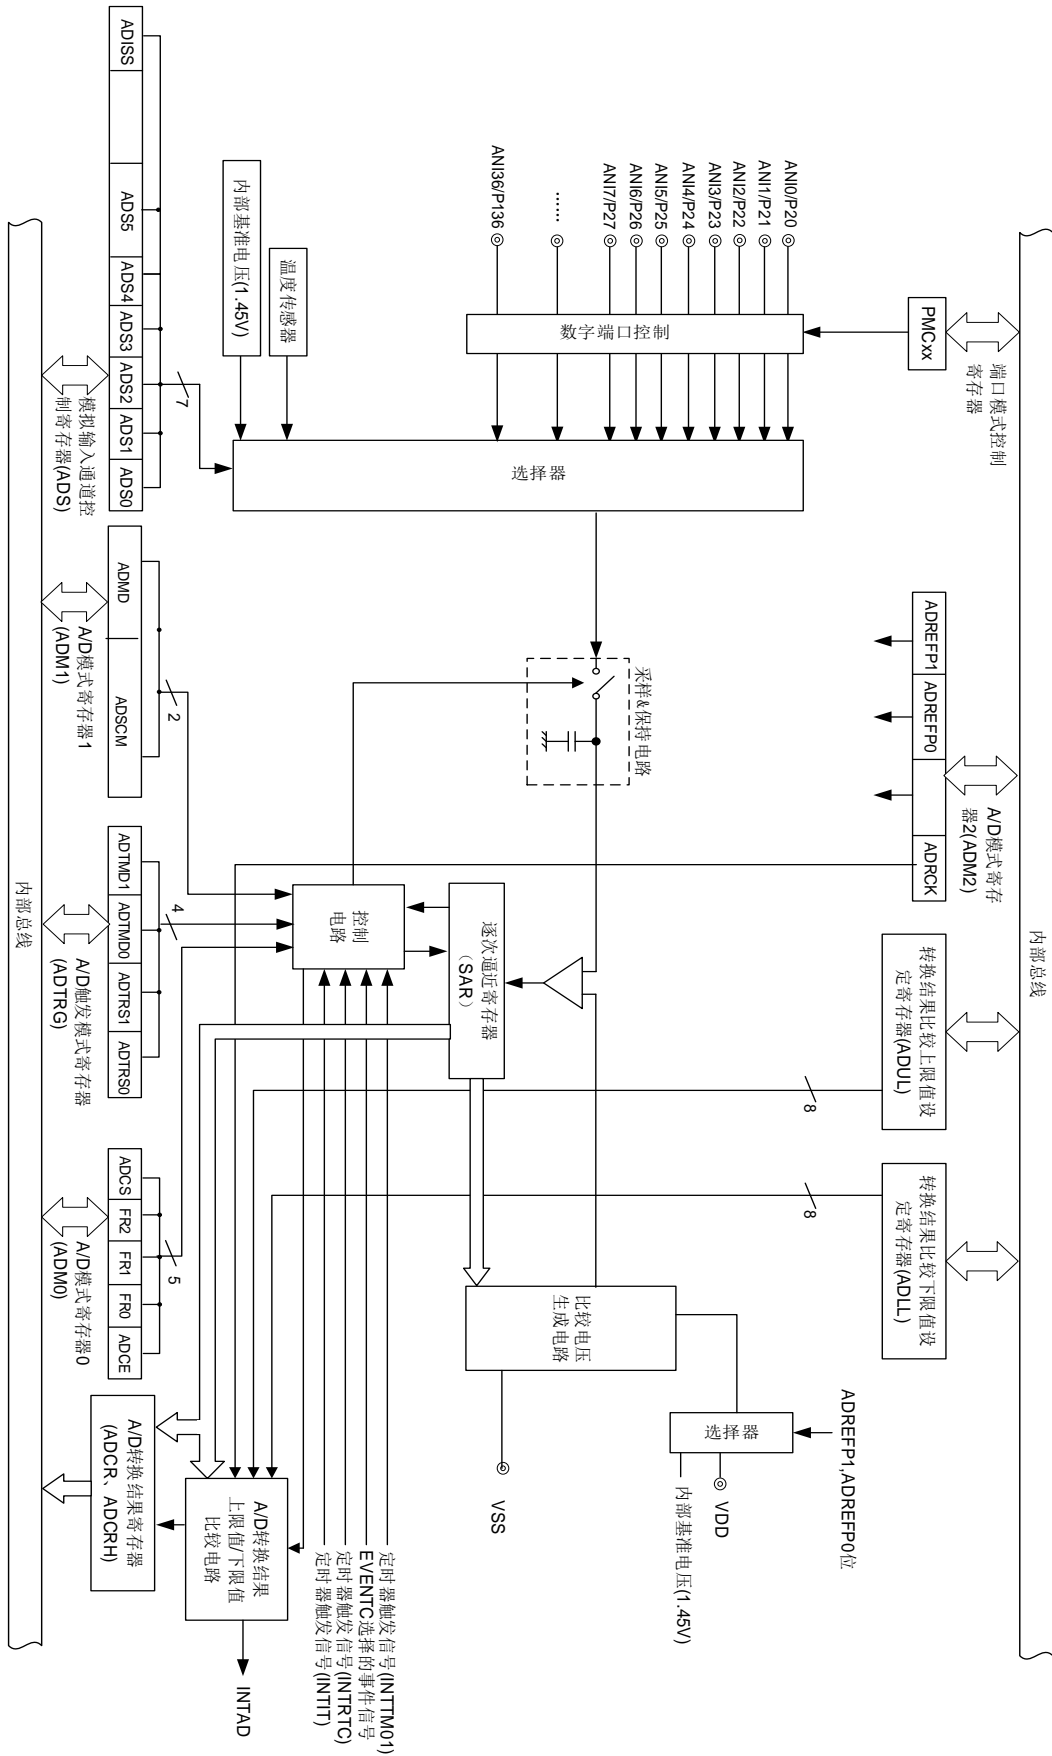 内部总线
PMCxx
端口模式控制
寄存器
ADREFP1
ADREFP0
ADRCK
A/D模式寄存
器2(ADM2)
转换结果比较上限值设
定寄存器(ADUL)
转换结果比较下限值设
定寄存器(ADLL)
8
8
ANI0/P20
ANI1/P21
ANI2/P22
ANI3/P23
ANI4/P24
ANI5/P25
ANI6/P26
ANI7/P27
......
ANI36/P136
数字端口控制
选择器
温度传感器
内部基准电压(1.45V)
采样&保持电路
逐次逼近寄存器
(SAR)
控制
电路
比较电压
生成电路
选择器
ADREFP1,ADREFP0位
VDD
内部基准电压(1.45V)
VSS
定时器触发信号(INTTM01)
EVENTC选择的事件信号
定时器触发信号(INTRTC)
定时器触发信号(INTIT)
A/D转换结果
上限值/下限值
比较电路
INTAD
A/D转换结果寄存器
(ADCR、ADCRH)
7
2
4
5
ADISS
ADS5
ADS4
ADS3
ADS2
ADS1
ADS0
模拟输入通道控
制寄存器(ADS)
ADMD
ADSCM
A/D模式寄存器1
(ADM1)
ADTMD1
ADTMD0
ADTRS1
ADTRS0
A/D触发模式寄存器
(ADTRG)
ADCS
FR2
FR1
FR0
ADCE
A/D模式寄存器0
(ADM0)
内部总线